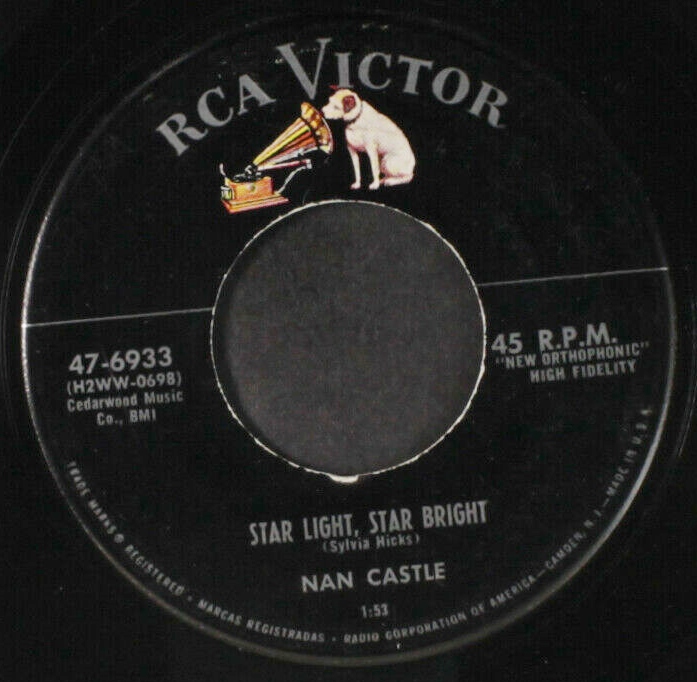 RCA VICTOR
47-6933
(H2WW-0698)
Cedarwood Music
Co., BMI
45 R.P.M.
"NEW ORTHOPHONIC"
HIGH FIDELITY
STAR LIGHT, STAR BRIGHT
(Sylvia Hicks)
NAN CASTLE
1:53
TRADE MARKS ® REGISTERED - MARCAS REGISTRADAS - RADIO CORPORATION OF AMERICA - CAMDEN, N. J. - MADE IN U.S.A.